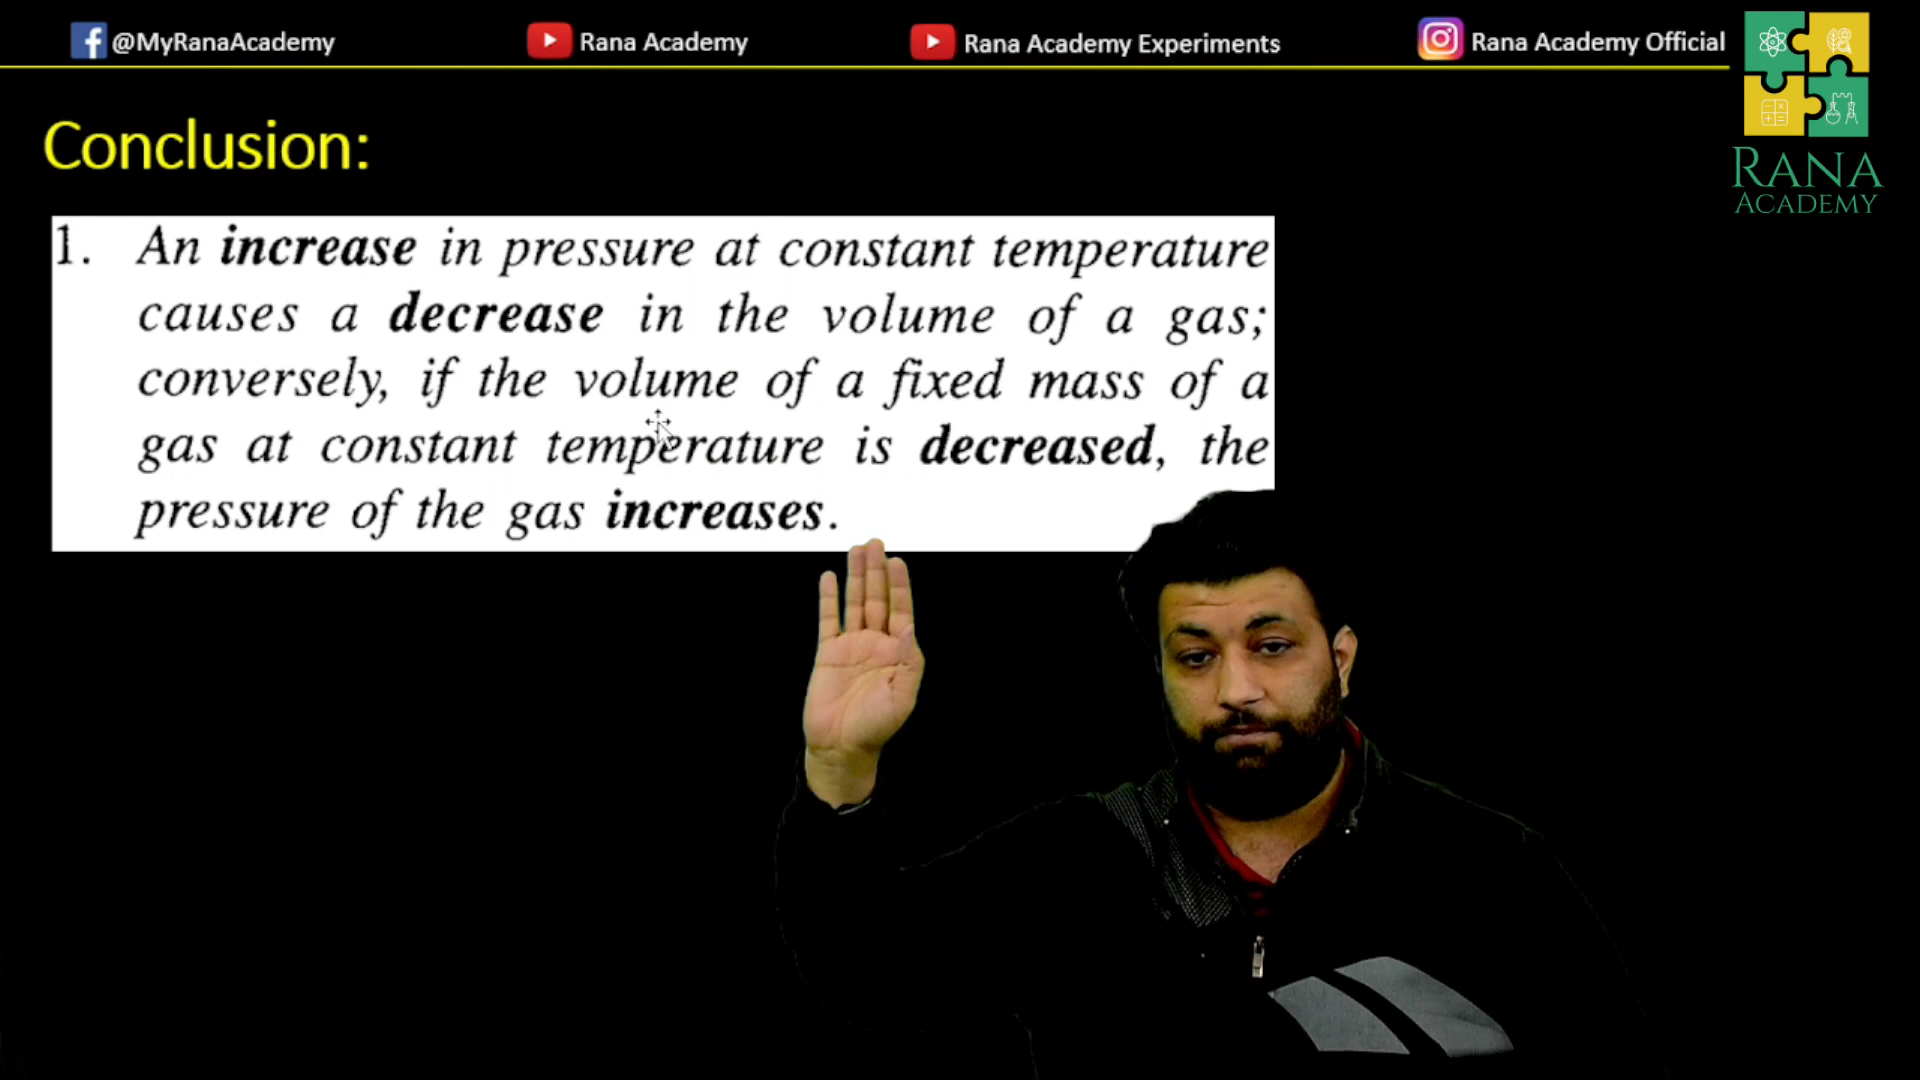 @MyRanaAcademy
Rana Academy
Rana Academy Experiments
Rana Academy Official
RANA
ACADEMY
Conclusion:
1. An increase in pressure at constant temperature
causes a decrease in the volume of a gas;
conversely, if the volume of a fixed mass of a
gas at constant temperature is decreased, the
pressure of the gas increases.